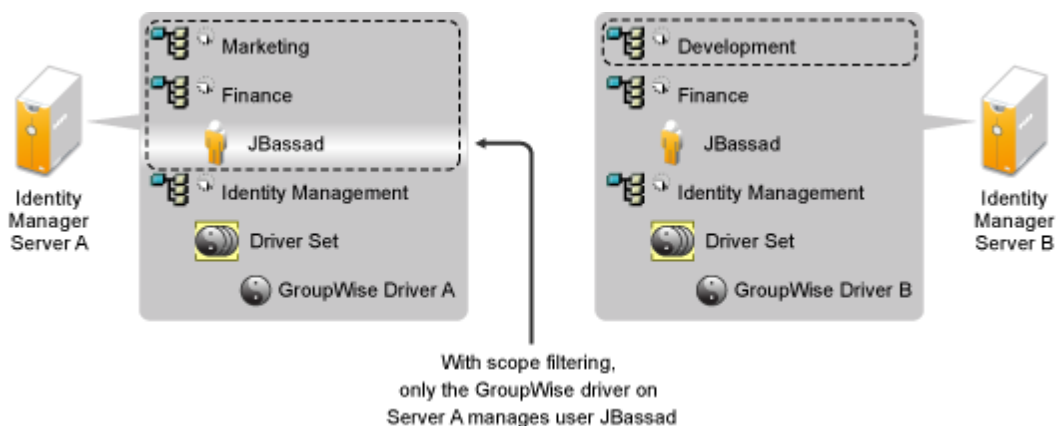 Marketing
Finance
JBassad
Identity Management
Driver Set
GroupWise Driver A
Identity
Manager
Server A
Development
Finance
JBassad
Identity Management
Driver Set
GroupWise Driver B
Identity
Manager
Server B
With scope filtering,
only the GroupWise driver on
Server A manages user JBassad